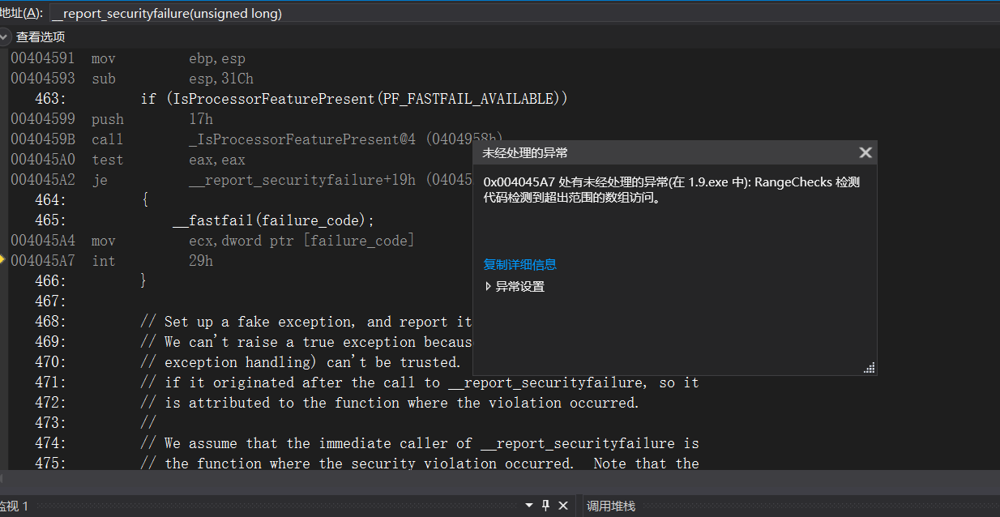 地址(A): __report_securityfailure(unsigned long)
查看选项
00404591 mov ebp,esp
00404593 sub esp,31Ch
463: if (IsProcessorFeaturePresent(PF_FASTFAIL_AVAILABLE))
00404599 push 17h
0040459B call _IsProcessorFeaturePresent@4 (0404958h)
004045A0 test eax,eax
004045A2 je __report_securityfailure+19h (04045
464: {
465: __fastfail(failure_code);
004045A4 mov ecx,dword ptr [failure_code]
004045A7 int 29h
466: }
467:
468: // Set up a fake exception, and report it
469: // We can't raise a true exception becaus
470: // exception handling) can't be trusted.
471: // if it originated after the call to __report_securityfailure, so it
472: // is attributed to the function where the violation occurred.
473: //
474: // We assume that the immediate caller of __report_securityfailure is
475: // the function where the security violation occurred.  Note that the
未经处理的异常
0x004045A7 处有未经处理的异常(在 1.9.exe 中): RangeChecks 检测
代码检测到超出范围的数组访问。
复制详细信息
异常设置
监视 1
调用堆栈